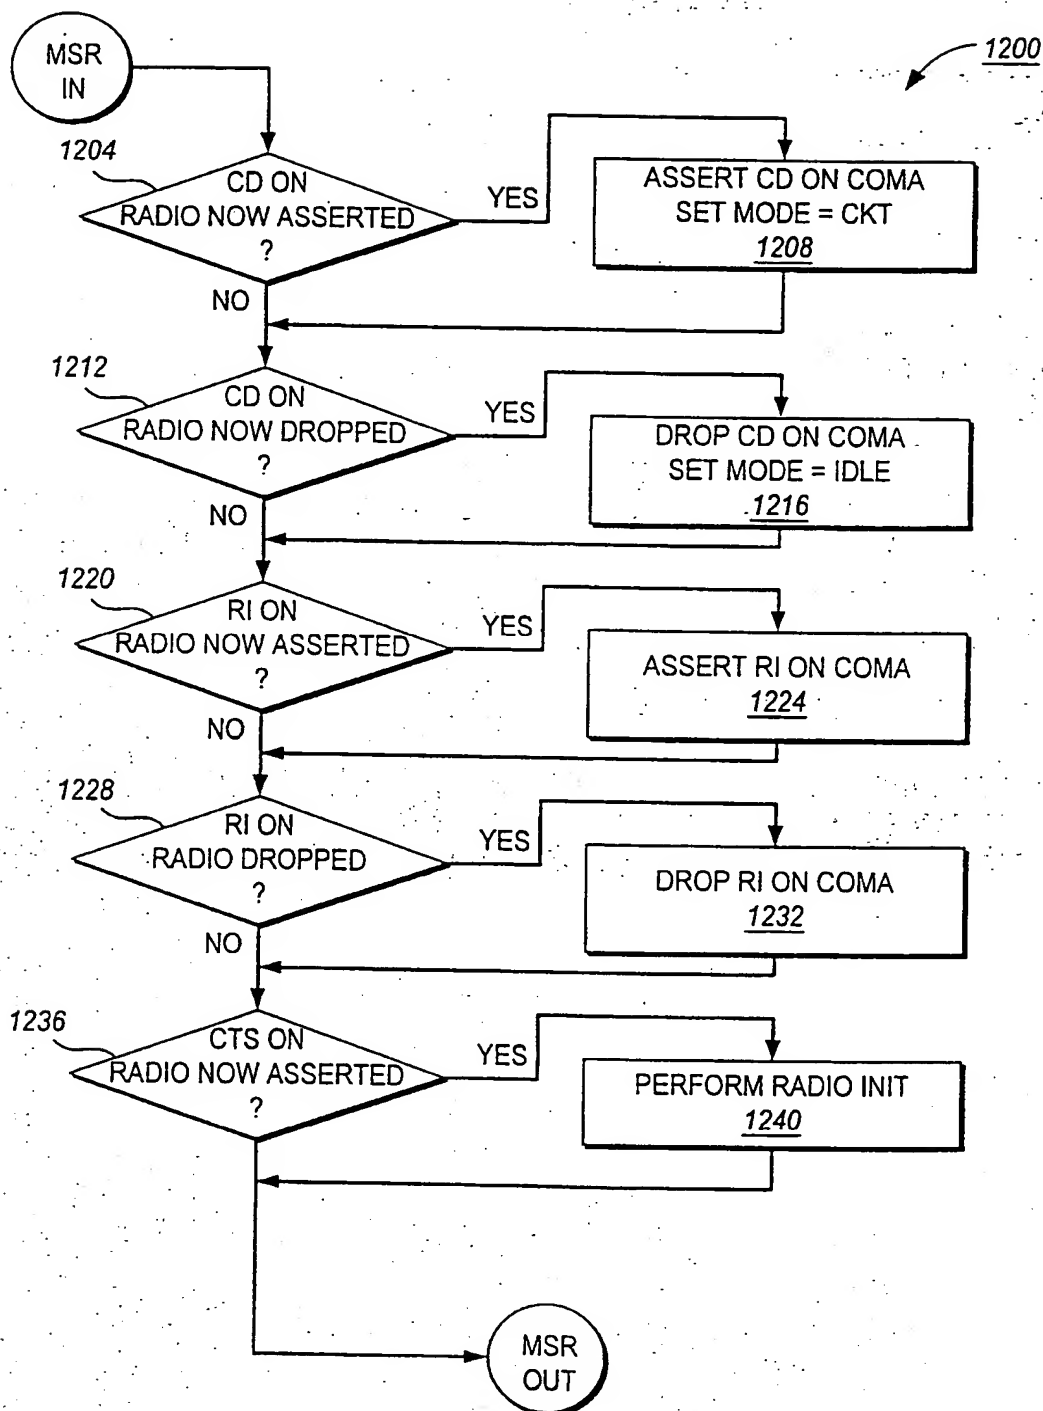 MSR
IN
1200
1204
CD ON
RADIO NOW ASSERTED
?
YES
ASSERT CD ON COMA
SET MODE = CKT
1208
NO
1212
CD ON
RADIO NOW DROPPED
?
YES
DROP CD ON COMA
SET MODE = IDLE
1216
NO
1220
RI ON
RADIO NOW ASSERTED
?
YES
ASSERT RI ON COMA
1224
NO
1228
RI ON
RADIO DROPPED
?
YES
DROP RI ON COMA
1232
NO
1236
CTS ON
RADIO NOW ASSERTED
?
YES
PERFORM RADIO INIT
1240
MSR
OUT